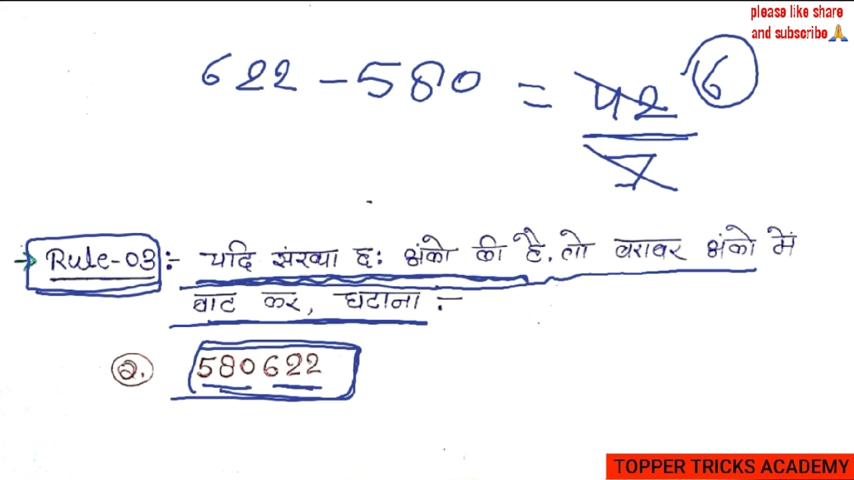 please like share
and subscribe🙏
622 - 580 = 42/7 6
→ Rule-03 :- यदि संख्या छः अंको की है, तो बराबर अंको में
बाट कर, घटाना :-
Q. 580622
TOPPER TRICKS ACADEMY